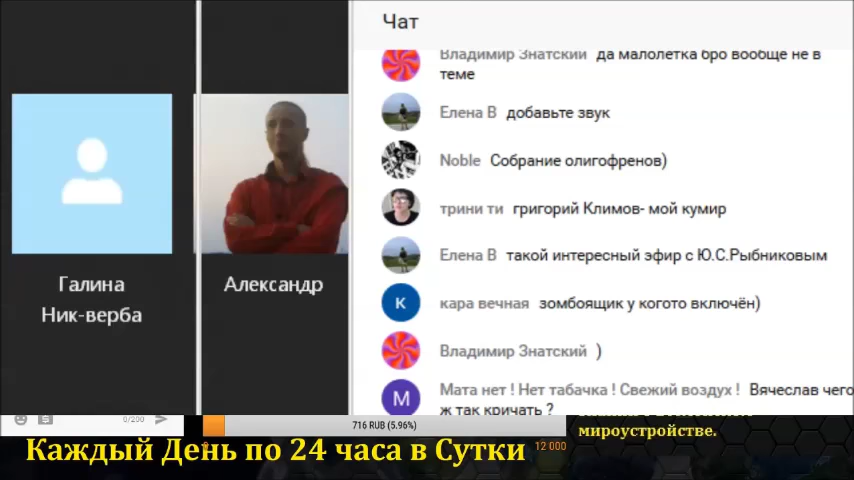 Чат
Владимир Знатский да малолетка бро вообще не в
теме
Елена В добавьте звук
Noble Собрание олигофренов)
трини ти григорий Климов- мой кумир
Елена В такой интересный эфир с Ю.С.Рыбниковым
К
кара вечная зомбоящик у когото включён)
Владимир Знатский )
М
Мата нет ! Нет табачка ! Свежий воздух ! Вячеслав чего
ж так кричать ?
Галина
Ник-верба
Александр
0/200
716 RUB (5.96%)
0
12 000
мироустройстве.
Каждый День по 24 часа в Сутки